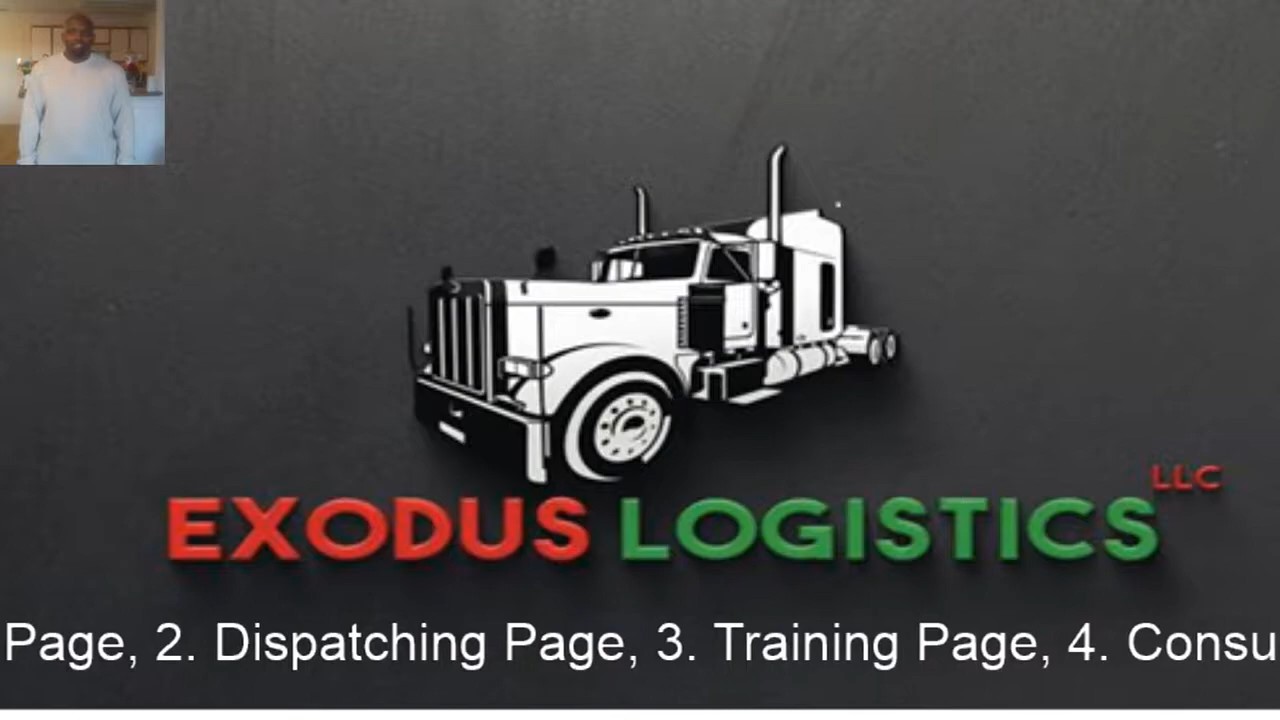 LLC
EXODUS LOGISTICS
Page, 2. Dispatching Page, 3. Training Page, 4. Consu